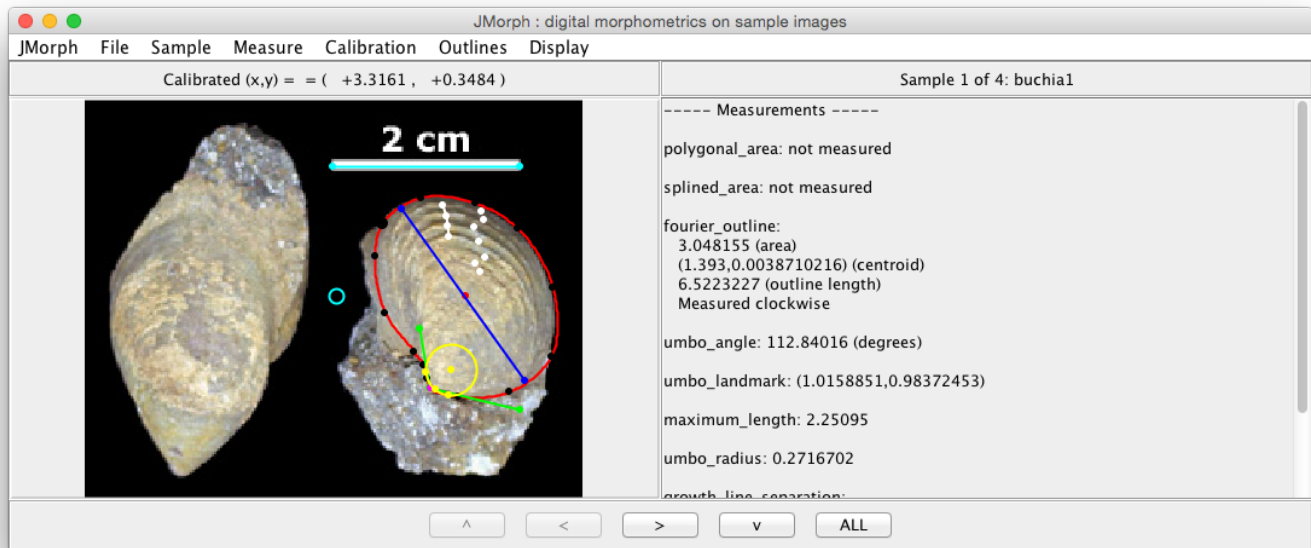 JMorph : digital morphometrics on sample images
JMorph File Sample Measure Calibration Outlines Display
Calibrated (x,y) = = ( +3.3161 , +0.3484 )
Sample 1 of 4: buchia1
2 cm
----- Measurements -----
polygonal_area: not measured
splined_area: not measured
fourier_outline:
3.048155 (area)
(1.393,0.0038710216) (centroid)
6.5223227 (outline length)
Measured clockwise
umbo_angle: 112.84016 (degrees)
umbo_landmark: (1.0158851,0.98372453)
maximum_length: 2.25095
umbo_radius: 0.2716702
growth_line_separation:
^ < > v ALL